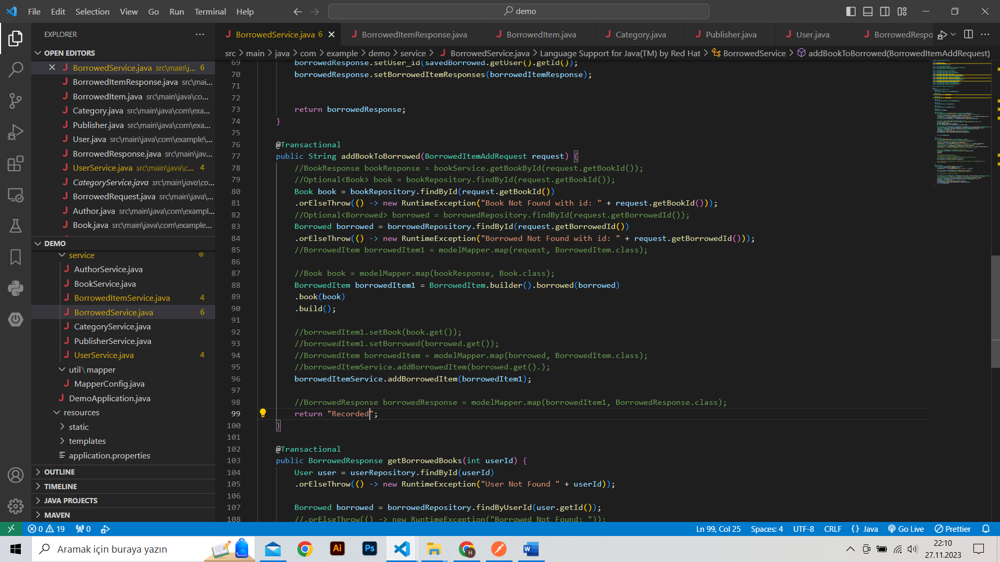 File Edit Selection View Go Run Terminal Help
demo
EXPLORER
BorrowedService.java 6
BorrowedItemResponse.java
BorrowedItem.java
Category.java
Publisher.java
User.java
BorrowedRespo
src > main > java > com > example > demo > service > BorrowedService.java > Language Support for Java(TM) by Red Hat > BorrowedService > addBookToBorrowed(BorrowedItemAddRequest)
OPEN EDITORS
BorrowedService.java src\main\j... 6
BorrowedItemResponse.java src\mai...
BorrowedItem.java src\main\java\co...
Category.java src\main\java\com\exa...
Publisher.java src\main\java\com\exa...
User.java src\main\java\com\example\...
BorrowedResponse.java src\main\jav...
UserService.java src\main\java\c... 4
CategoryService.java src\main\java\co...
BorrowedRequest.java src\main\java\...
Author.java src\main\java\com\exampl...
Book.java src\main\java\com\example...
DEMO
service
AuthorService.java
BookService.java
BorrowedItemService.java 4
BorrowedService.java 6
CategoryService.java
PublisherService.java
UserService.java 4
util\mapper
MapperConfig.java
DemoApplication.java
resources
static
templates
application.properties
OUTLINE
TIMELINE
JAVA PROJECTS
MAVEN
69 borrowedResponse.setUser_id(savedBorrowed.getUser().getId());
70 borrowedResponse.setBorrowedItemResponses(borrowedItemResponse);
71
72
73 return borrowedResponse;
74 }
75
76 @Transactional
77 public String addBookToBorrowed(BorrowedItemAddRequest request) {
78 //BookResponse bookResponse = bookService.getBookById(request.getBookId());
79 //Optional<Book> book = bookRepository.findById(request.getBookId());
80 Book book = bookRepository.findById(request.getBookId())
81 .orElseThrow(() -> new RuntimeException("Book Not Found with id: " + request.getBookId()));
82 //Optional<Borrowed> borrowed = borrowedRepository.findById(request.getBorrowedId());
83 Borrowed borrowed = borrowedRepository.findById(request.getBorrowedId())
84 .orElseThrow(() -> new RuntimeException("Borrowed Not Found with id: " + request.getBorrowedId()));
85 //BorrowedItem borrowedItem1 = modelMapper.map(request, BorrowedItem.class);
86
87 //Book book = modelMapper.map(bookResponse, Book.class);
88 BorrowedItem borrowedItem1 = BorrowedItem.builder().borrowed(borrowed)
89 .book(book)
90 .build();
91
92 //borrowedItem1.setBook(book.get());
93 //borrowedItem1.setBorrowed(borrowed.get());
94 //BorrowedItem borrowedItem = modelMapper.map(borrowed, BorrowedItem.class);
95 //borrowedItemService.addBorrowedItem(borrowed.get().);
96 borrowedItemService.addBorrowedItem(borrowedItem1);
97
98 //BorrowedResponse borrowedResponse = modelMapper.map(borrowedItem1, BorrowedResponse.class);
99 return "Recorded";
100 }
101
102 @Transactional
103 public BorrowedResponse getBorrowedBooks(int userId) {
104 User user = userRepository.findById(userId)
105 .orElseThrow(() -> new RuntimeException("User Not Found " + userId));
106
107 Borrowed borrowed = borrowedRepository.findByUserId(user.getId());
108 //.orElseThrow(() -> new RuntimeException("Borrowed Not Found: "));
0 19 0
Ln 99, Col 25 Spaces: 4 UTF-8 CRLF {} Java Go Live Prettier
Aramak için buraya yazın
Ai
Ps
H
W
22:10
27.11.2023